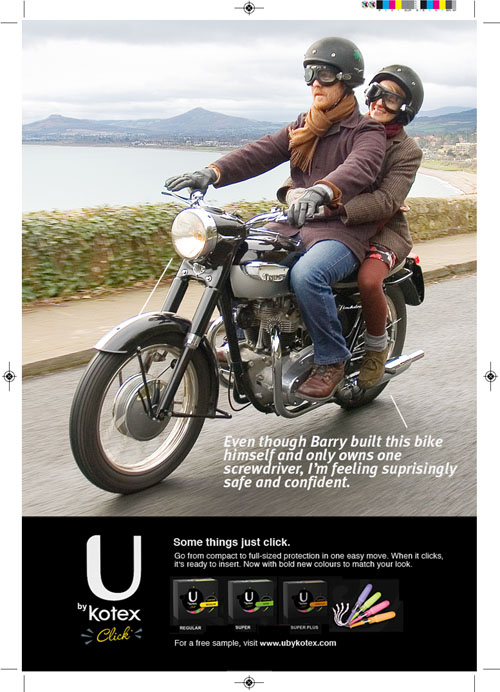 TRIUMPH
Even though Barry built this bike
himself and only owns one
screwdriver, I'm feeling suprisingly
safe and confident.
U
by kotex
Click
Some things just click.
Go from compact to full-sized protection in one easy move. When it clicks,
it's ready to insert. Now with bold new colours to match your look.
REGULAR
SUPER
SUPER PLUS
For a free sample, visit www.ubykotex.com